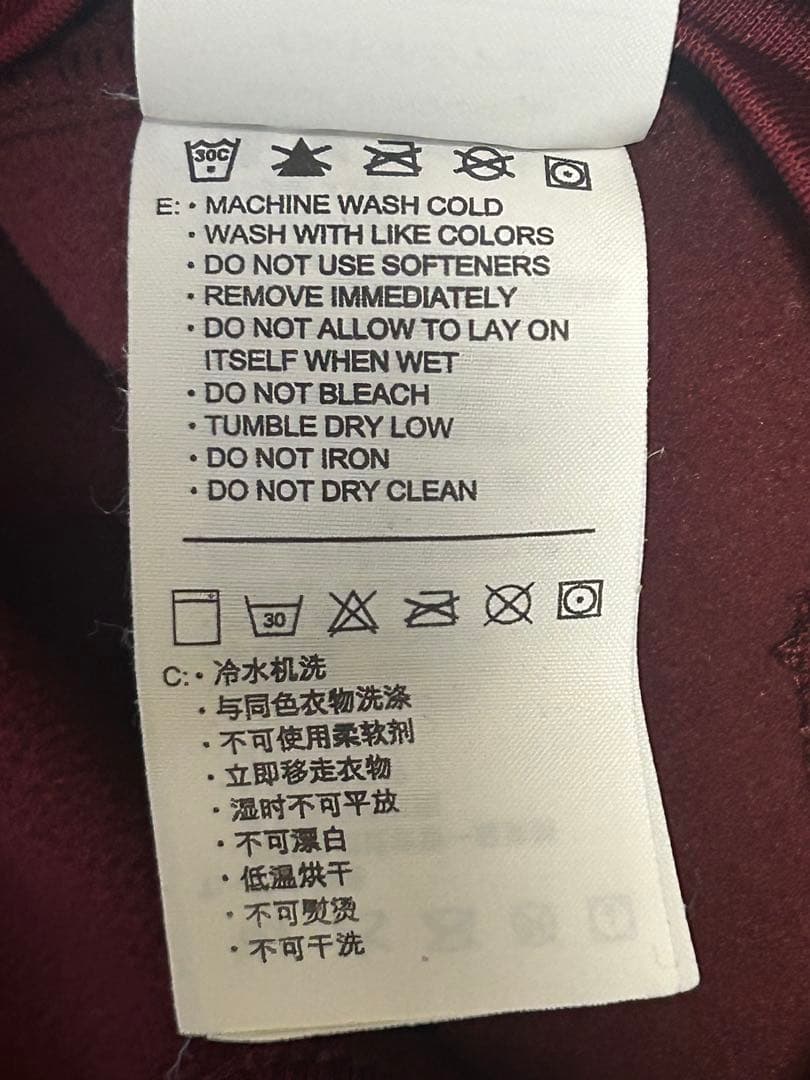 30C
E: • MACHINE WASH COLD
• WASH WITH LIKE COLORS
• DO NOT USE SOFTENERS
• REMOVE IMMEDIATELY
• DO NOT ALLOW TO LAY ON
ITSELF WHEN WET
• DO NOT BLEACH
• TUMBLE DRY LOW
• DO NOT IRON
• DO NOT DRY CLEAN
30
C: • 冷水机洗
• 与同色衣物洗涤
• 不可使用柔软剂
• 立即移走衣物
• 湿时不可平放
• 不可漂白
• 低温烘干
• 不可熨烫
• 不可干洗